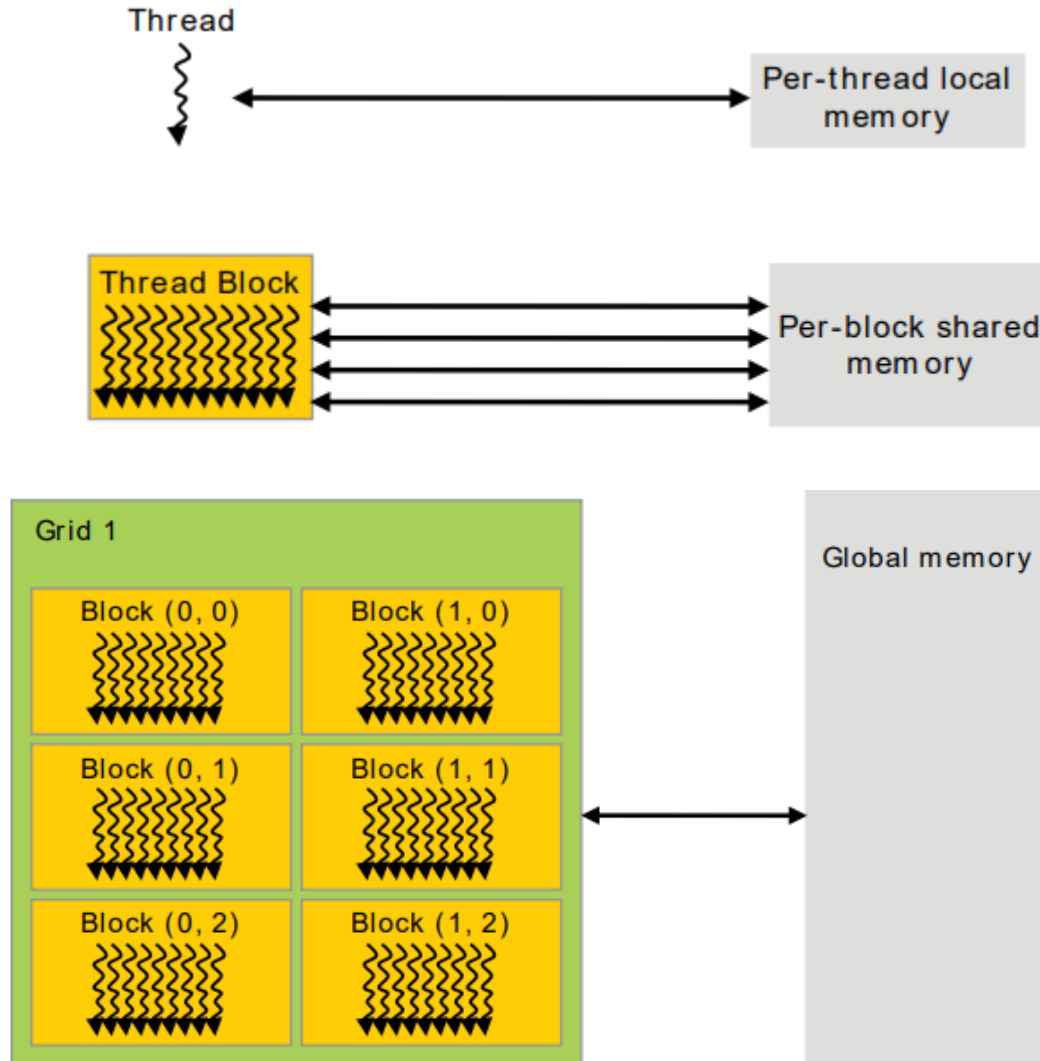 Thread
Per-thread local
memory
Thread Block
Per-block shared
memory
Grid 1
Global memory
Block (0, 0)
Block (1, 0)
Block (0, 1)
Block (1, 1)
Block (0, 2)
Block (1, 2)